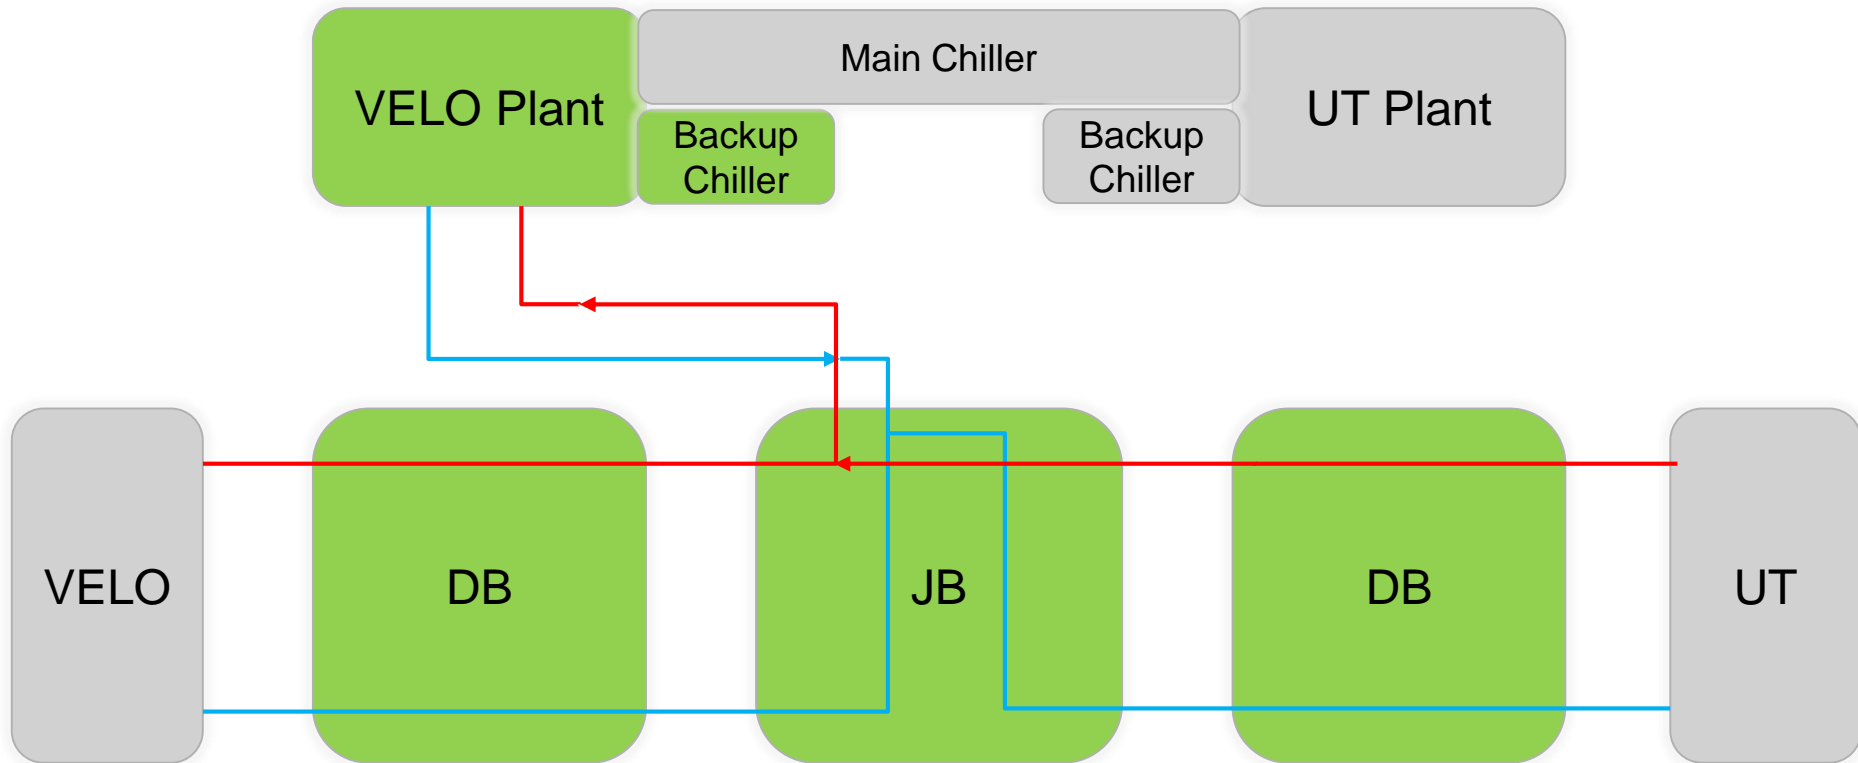 VELO Plant
Main Chiller
UT Plant
Backup
Chiller
Backup
Chiller
VELO
DB
JB
DB
UT